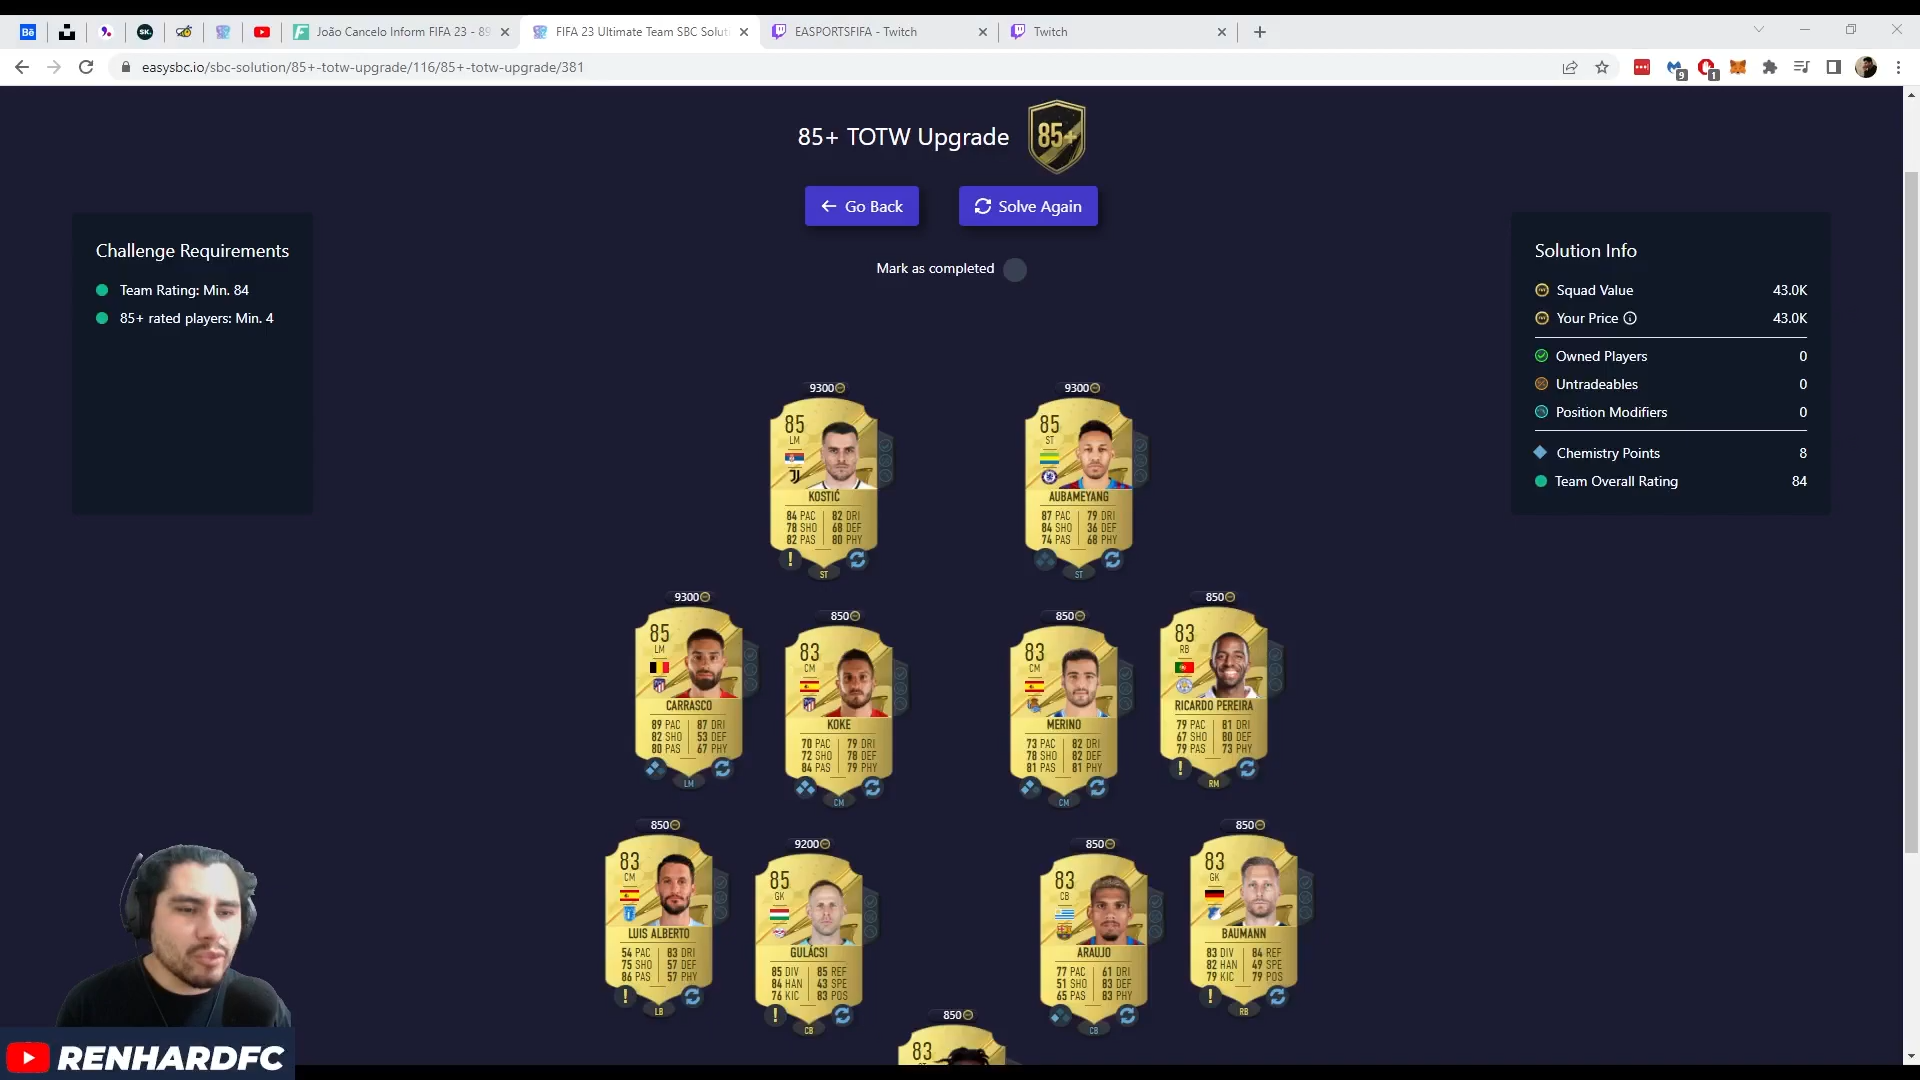 Bē
SK.
João Cancelo Inform FIFA 23 - 89
FIFA 23 Ultimate Team SBC Solut
EASPORTSFIFA - Twitch
Twitch
easysbc.io/sbc-solution/85+-totw-upgrade/116/85+-totw-upgrade/381
9
1
85+ TOTW Upgrade
85+
Go Back
Solve Again
Mark as completed
Challenge Requirements
Team Rating: Min. 84
85+ rated players: Min. 4
Solution Info
Squad Value 43.0K
Your Price 43.0K
Owned Players 0
Untradeables 0
Position Modifiers 0
Chemistry Points 8
Team Overall Rating 84
9300
85
LM
KOSTIĆ
84 PAC 82 DRI
78 SHO 68 DEF
82 PAS 80 PHY
!
ST
9300
85
ST
AUBAMEYANG
87 PAC 79 DRI
84 SHO 36 DEF
74 PAS 68 PHY
ST
9300
85
LM
CARRASCO
89 PAC 87 DRI
82 SHO 53 DEF
80 PAS 67 PHY
LM
850
83
CM
KOKE
70 PAC 79 DRI
72 SHO 78 DEF
84 PAS 79 PHY
CM
850
83
CM
MERINO
73 PAC 82 DRI
78 SHO 82 DEF
81 PAS 81 PHY
CM
850
83
RB
RICARDO PEREIRA
79 PAC 81 DRI
67 SHO 80 DEF
79 PAS 73 PHY
!
RM
850
83
CM
LUIS ALBERTO
54 PAC 83 DRI
75 SHO 57 DEF
86 PAS 57 PHY
!
LB
9200
85
GK
GULÁCSI
85 DIV 85 REF
84 HAN 43 SPE
76 KIC 83 POS
!
CB
850
83
CB
ARAUJO
77 PAC 61 DRI
51 SHO 83 DEF
65 PAS 83 PHY
CB
850
83
GK
BAUMANN
83 DIV 84 REF
82 HAN 49 SPE
79 KIC 79 POS
!
RB
850
83
RENHARDFC